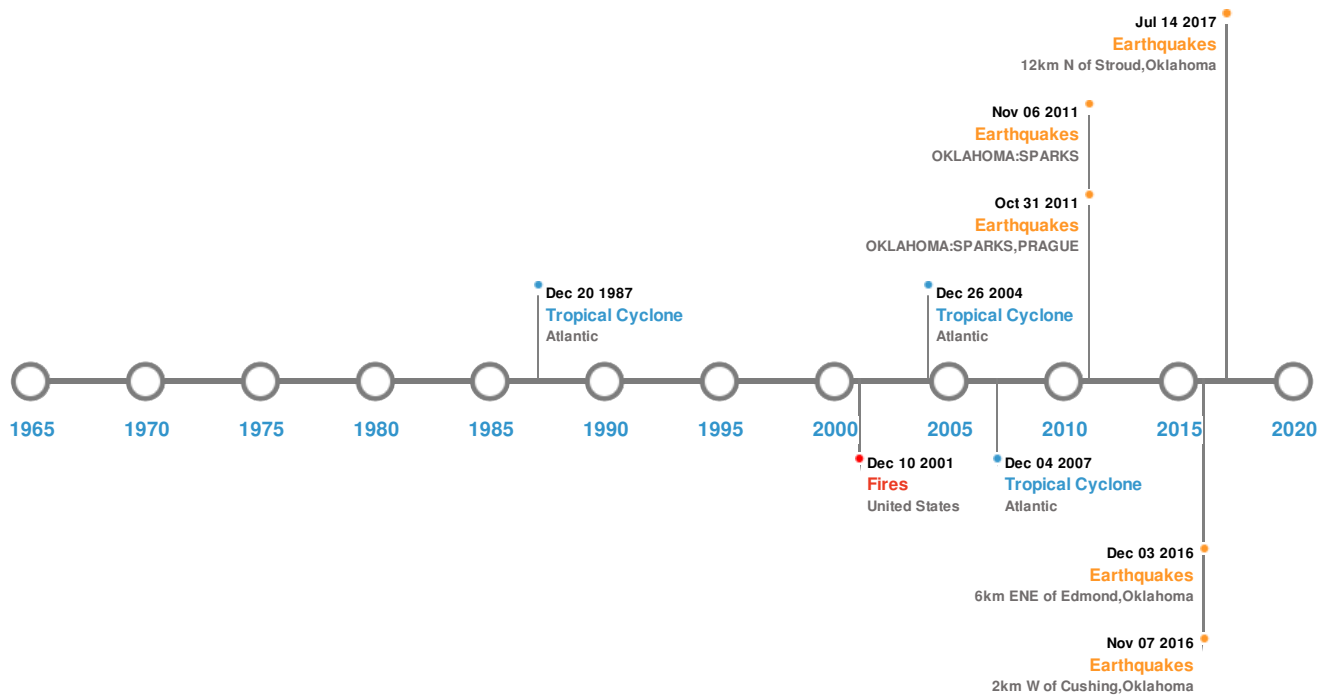 Jul 14 2017
Earthquakes
12km N of Stroud,Oklahoma
Nov 06 2011
Earthquakes
OKLAHOMA:SPARKS
Oct 31 2011
Earthquakes
OKLAHOMA:SPARKS,PRAGUE
Dec 20 1987
Tropical Cyclone
Atlantic
Dec 26 2004
Tropical Cyclone
Atlantic
1965 1970 1975 1980 1985 1990 1995 2000 2005 2010 2015 2020
Dec 10 2001
Fires
United States
Dec 04 2007
Tropical Cyclone
Atlantic
Dec 03 2016
Earthquakes
6km ENE of Edmond,Oklahoma
Nov 07 2016
Earthquakes
2km W of Cushing,Oklahoma